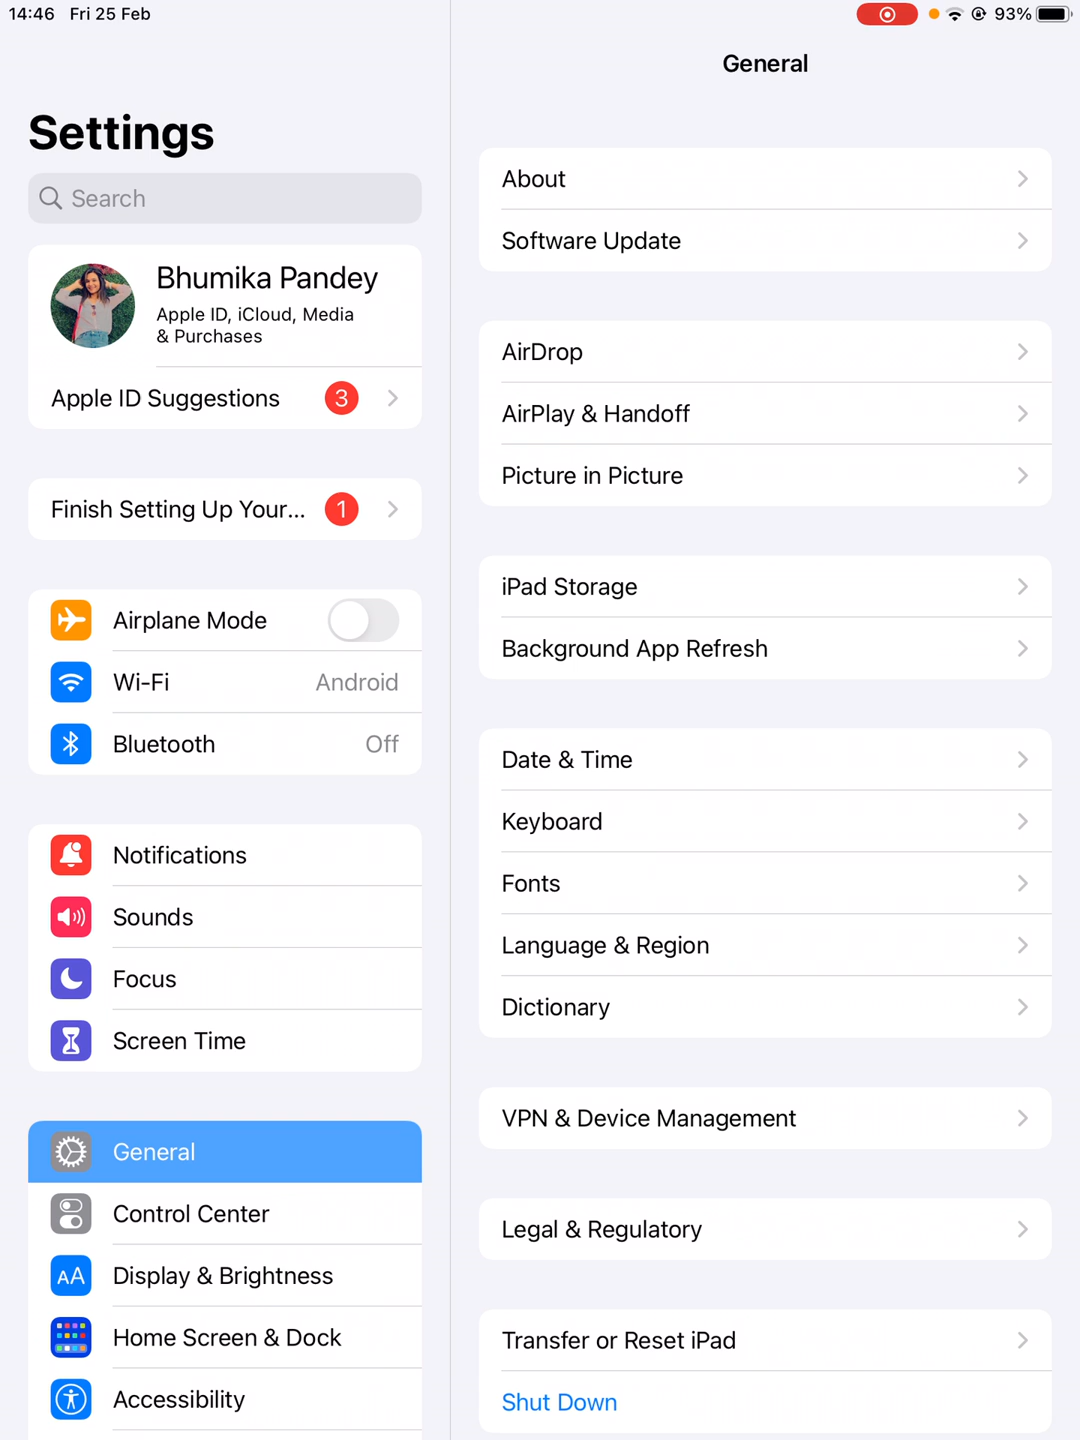 14:46 Fri 25 Feb
93%
Settings
Search
Bhumika Pandey
Apple ID, iCloud, Media
& Purchases
Apple ID Suggestions 3
Finish Setting Up Your... 1
Airplane Mode
Wi-Fi Android
Bluetooth Off
Notifications
Sounds
Focus
Screen Time
General
Control Center
AA Display & Brightness
Home Screen & Dock
Accessibility
General
About
Software Update
AirDrop
AirPlay & Handoff
Picture in Picture
iPad Storage
Background App Refresh
Date & Time
Keyboard
Fonts
Language & Region
Dictionary
VPN & Device Management
Legal & Regulatory
Transfer or Reset iPad
Shut Down